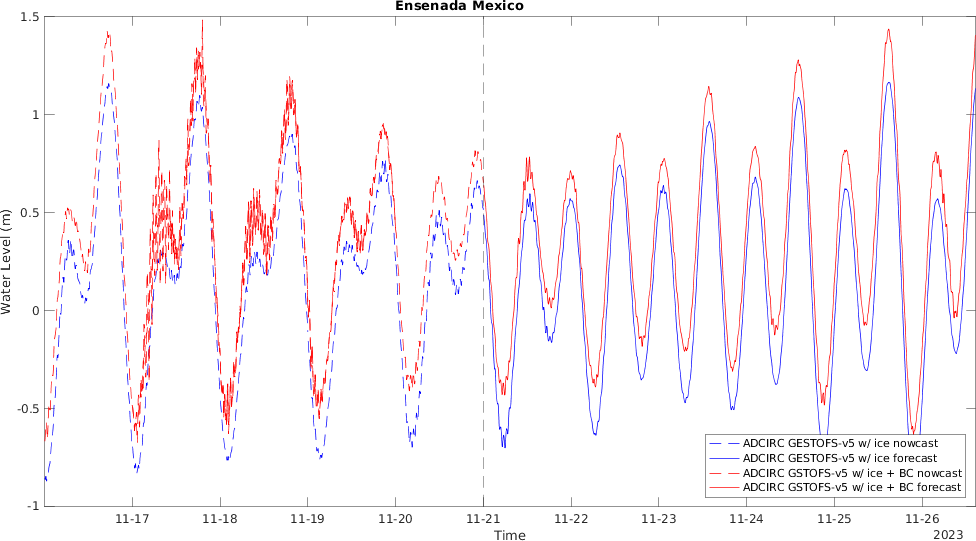 Ensenada Mexico
Water Level (m)
1.5
1
0.5
0
-0.5
-1
ADCIRC GESTOFS-v5 w/ ice nowcast
ADCIRC GESTOFS-v5 w/ ice forecast
ADCIRC GSTOFS-v5 w/ ice + BC nowcast
ADCIRC GSTOFS-v5 w/ ice + BC forecast
11-17 11-18 11-19 11-20 11-21 11-22 11-23 11-24 11-25 11-26
Time
2023